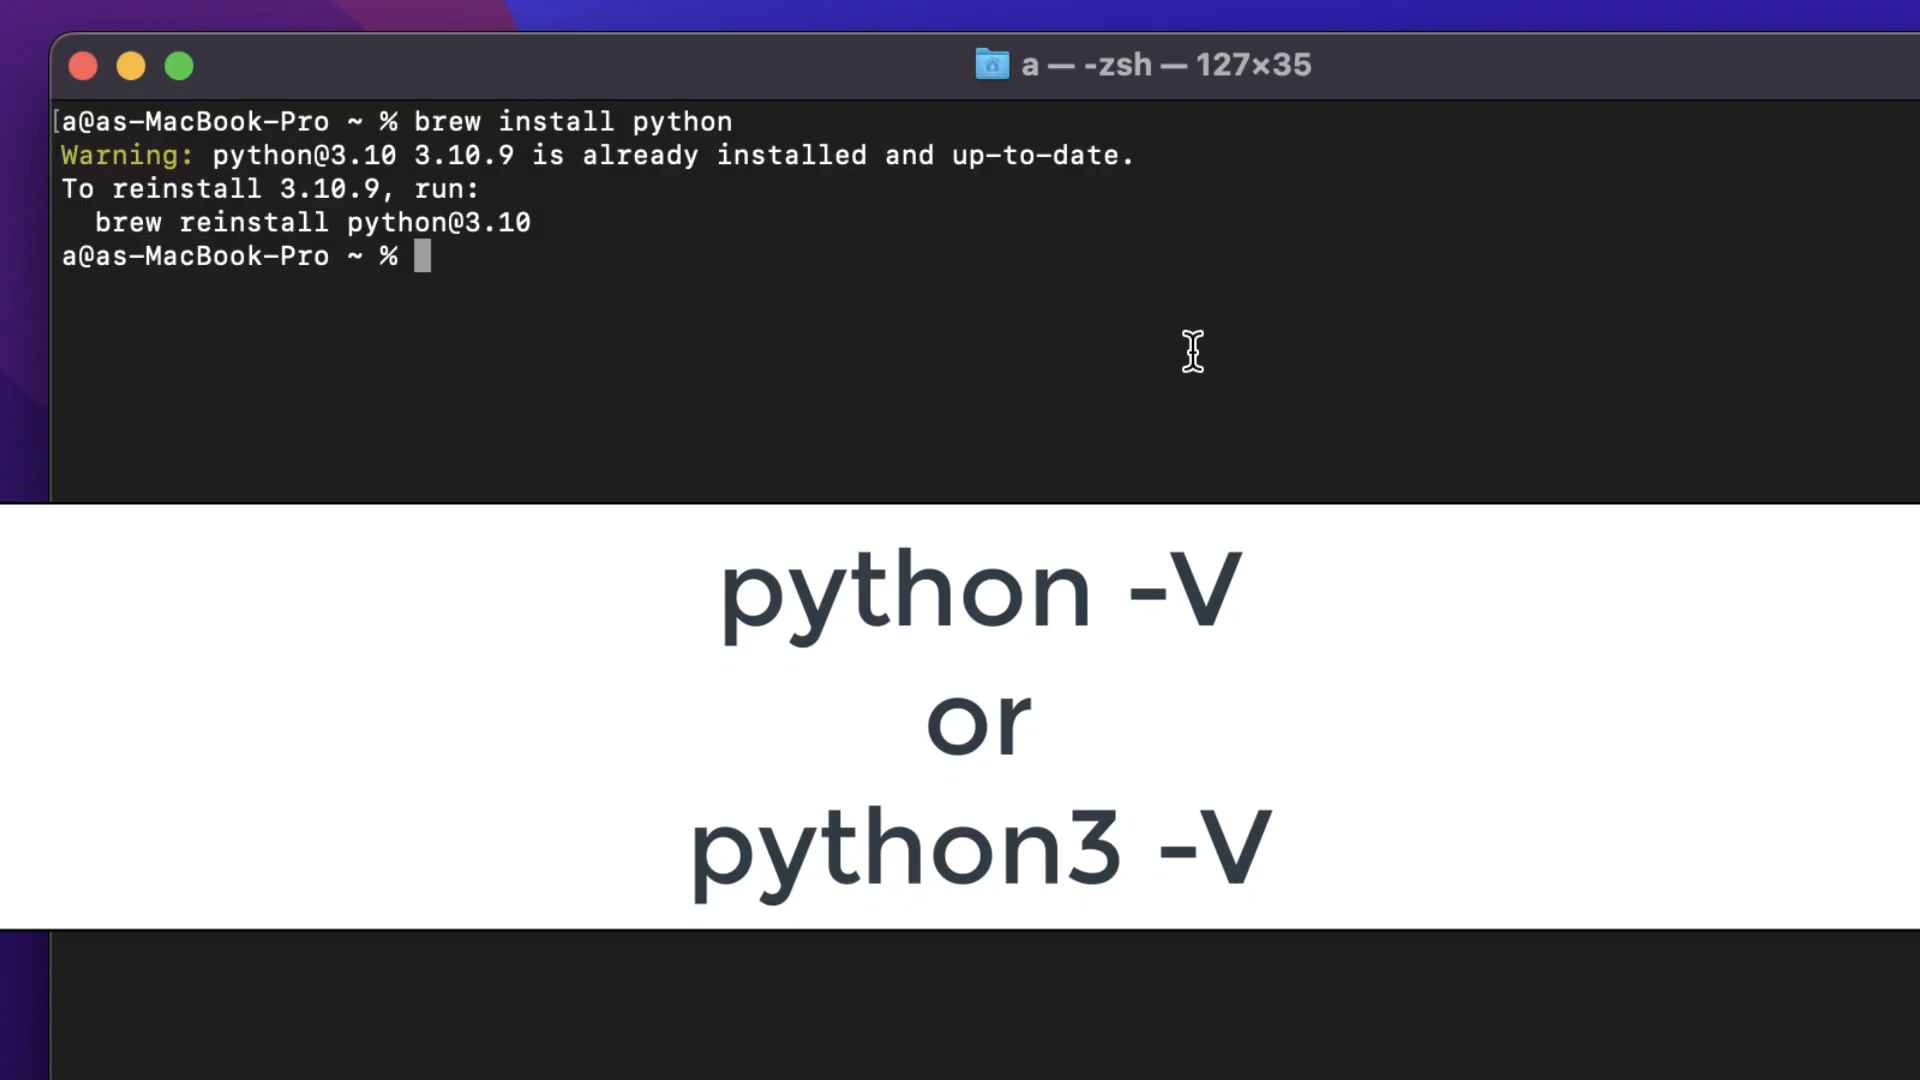 a — -zsh — 127×35
[a@as-MacBook-Pro ~ % brew install python
Warning: python@3.10 3.10.9 is already installed and up-to-date.
To reinstall 3.10.9, run:
  brew reinstall python@3.10
a@as-MacBook-Pro ~ %
python -V
or
python3 -V